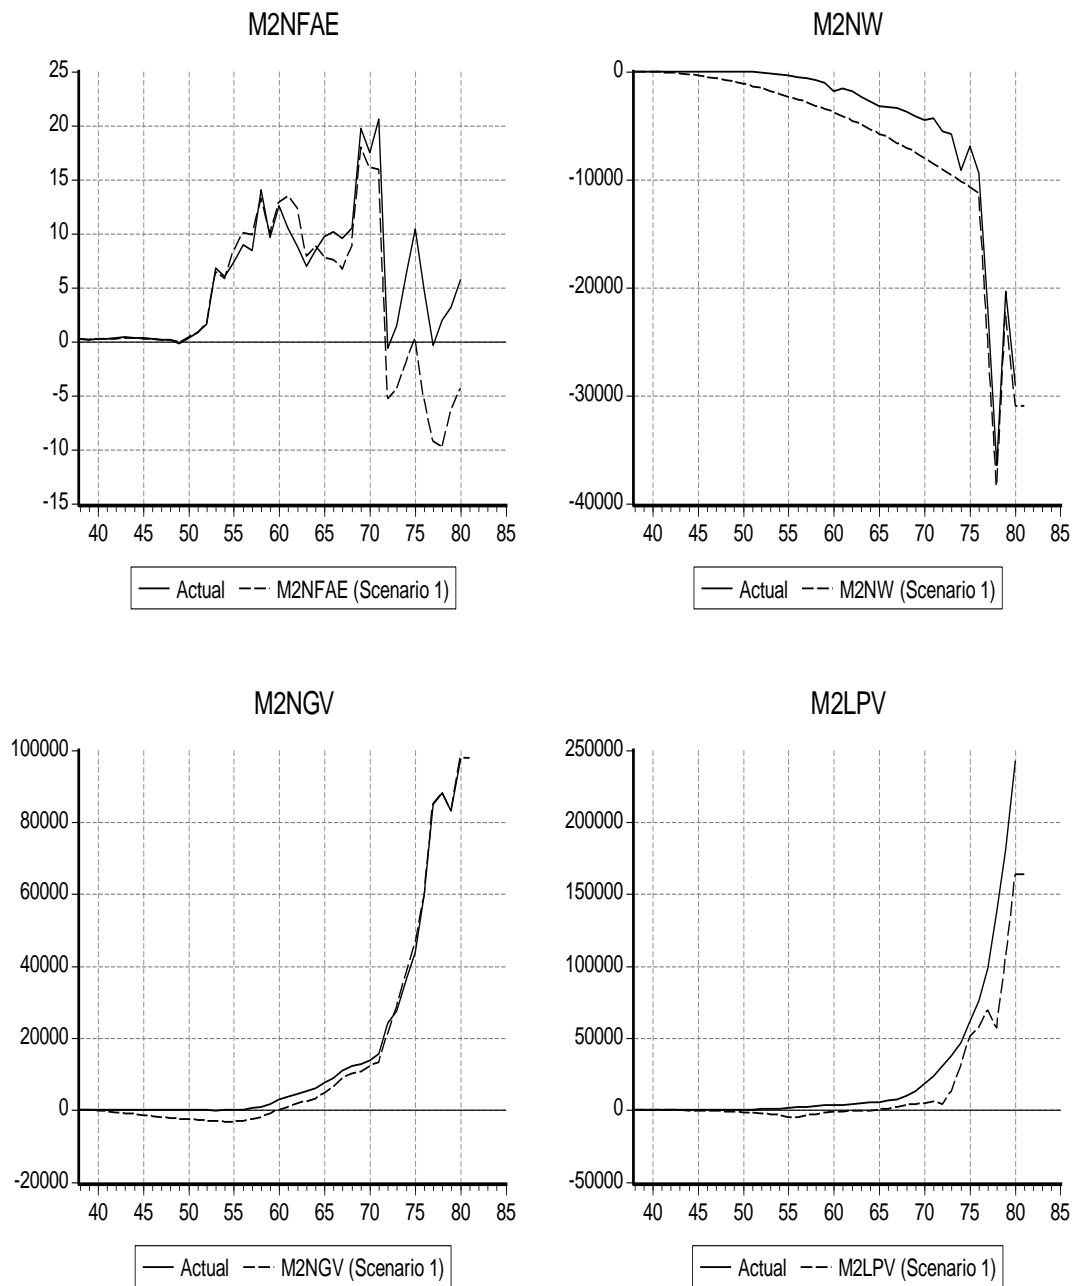 M2NFAE
25
20
15
10
5
0
-5
-10
-15
40 45 50 55 60 65 70 75 80 85
Actual M2NFAE (Scenario 1)
M2NW
0
-10000
-20000
-30000
-40000
40 45 50 55 60 65 70 75 80 85
Actual M2NW (Scenario 1)
M2NGV
100000
80000
60000
40000
20000
0
-20000
40 45 50 55 60 65 70 75 80 85
Actual M2NGV (Scenario 1)
M2LPV
250000
200000
150000
100000
50000
0
-50000
40 45 50 55 60 65 70 75 80 85
Actual M2LPV (Scenario 1)